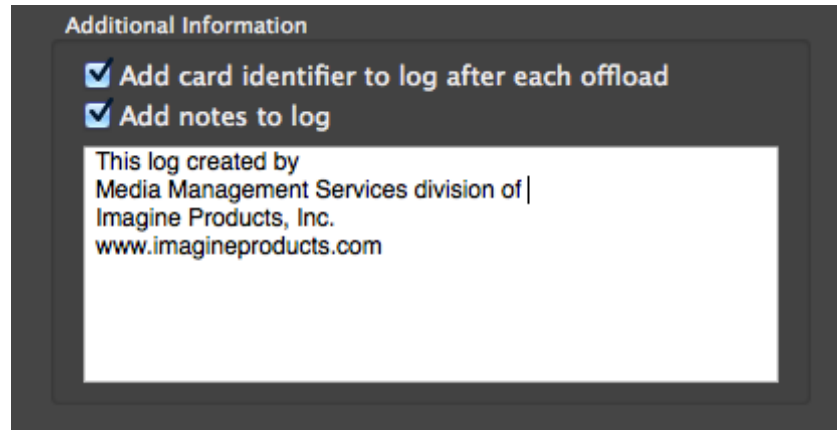 Additional Information
Add card identifier to log after each offload
Add notes to log
This log created by
Media Management Services division of
Imagine Products, Inc.
www.imagineproducts.com